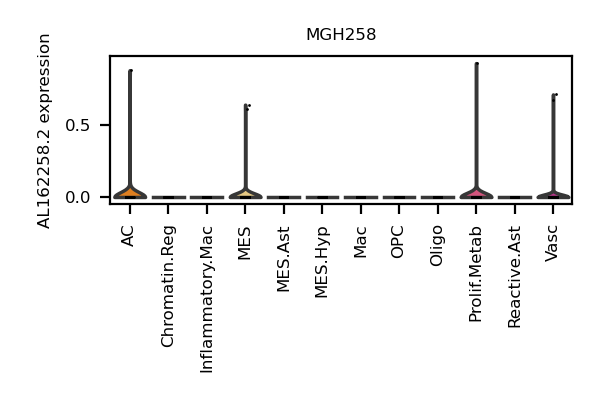 MGH258
AL162258.2 expression
0.5
0.0
AC
Chromatin.Reg
Inflammatory.Mac
MES
MES.Ast
MES.Hyp
Mac
OPC
Oligo
Prolif.Metab
Reactive.Ast
Vasc